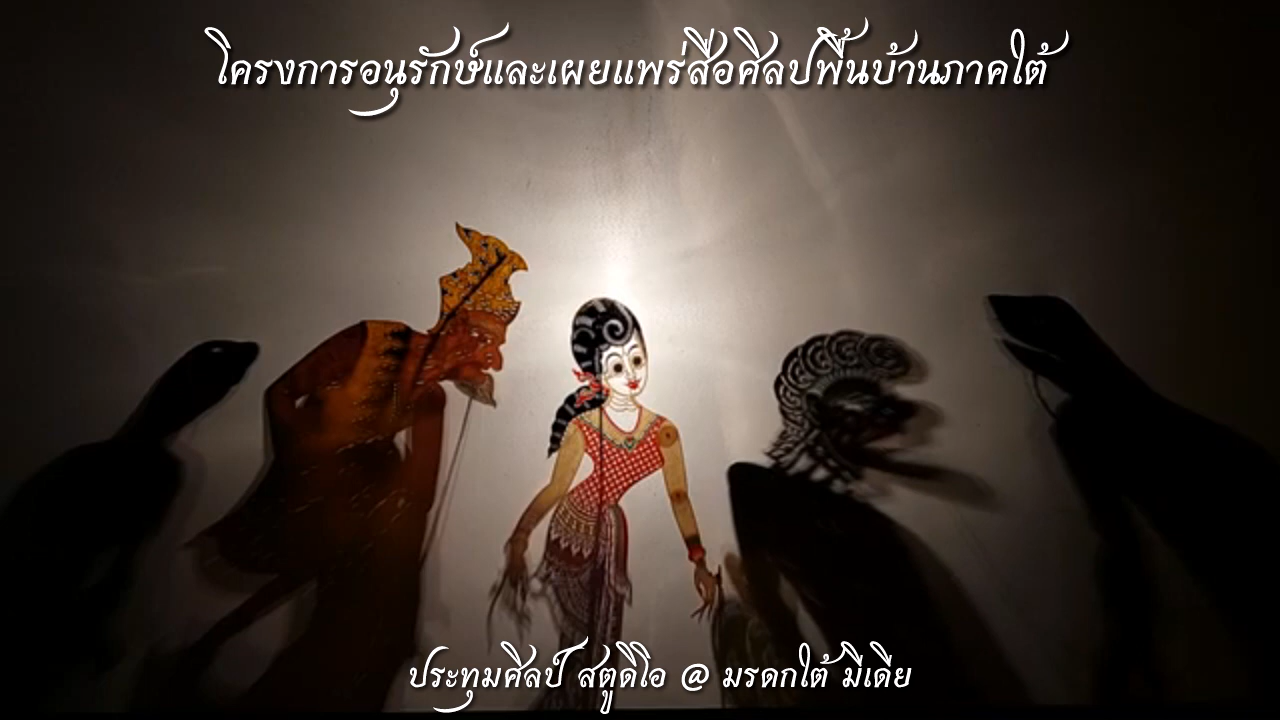 โครงการอนุรักษ์และเผยแพร่สื่อศิลปพื้นบ้านภาคใต้
ประทุมศิลป์ สตูดิโอ @ มรดกใต้ มีเดีย